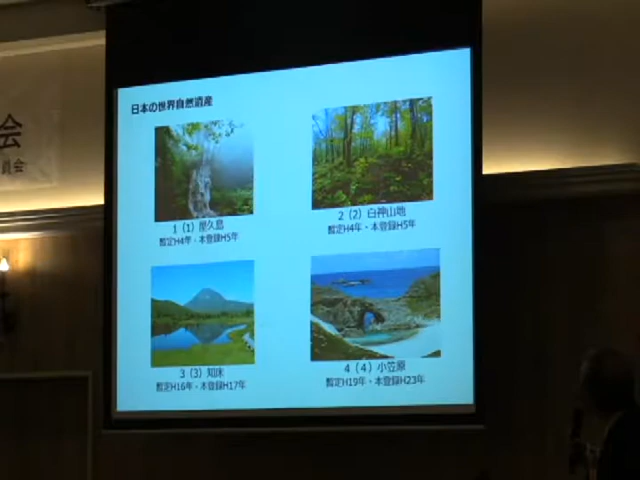 日本の世界自然遺産
会
員会
1（1）屋久島
暫定H4年・本登録H5年
2（2）白神山地
暫定H4年・本登録H5年
3（3）知床
暫定H16年・本登録H17年
4（4）小笠原
暫定H19年・本登録H23年